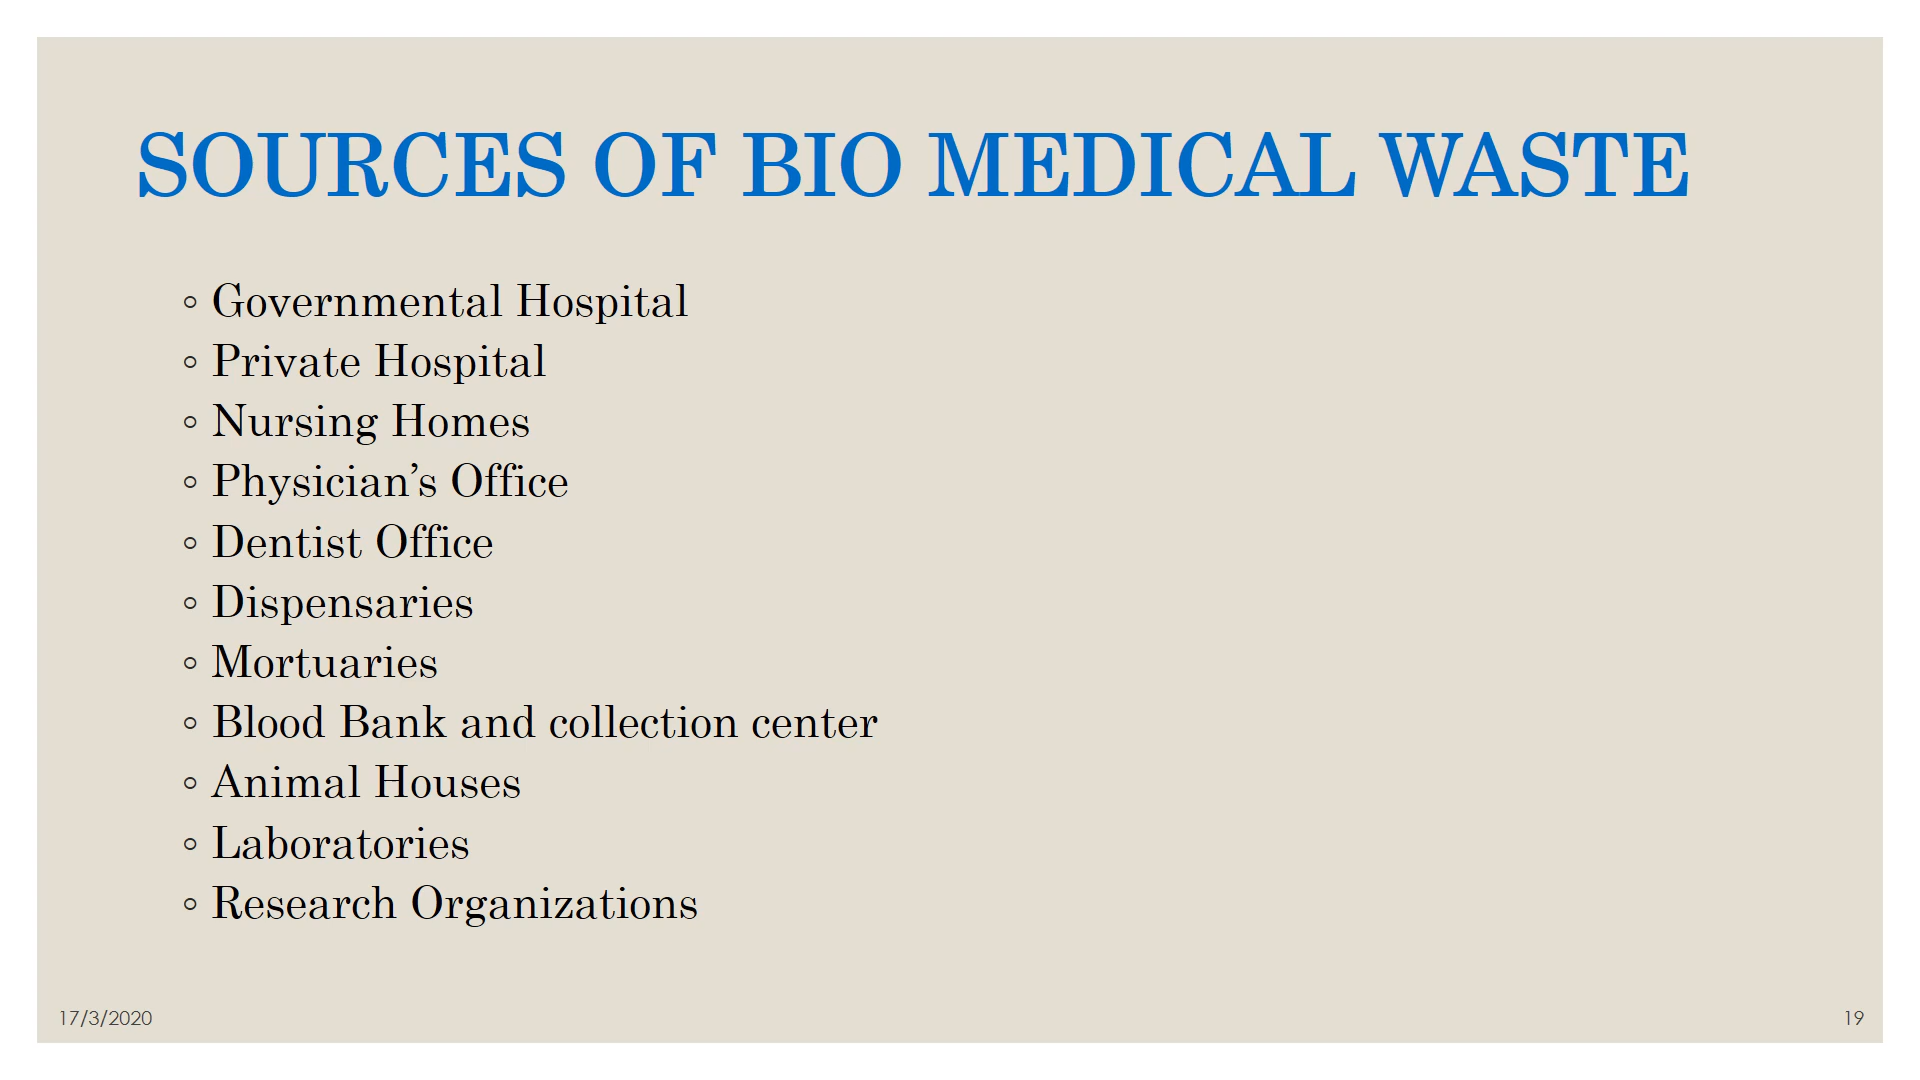 SOURCES OF BIO MEDICAL WASTE
◦ Governmental Hospital
◦ Private Hospital
◦ Nursing Homes
◦ Physician’s Office
◦ Dentist Office
◦ Dispensaries
◦ Mortuaries
◦ Blood Bank and collection center
◦ Animal Houses
◦ Laboratories
◦ Research Organizations
17/3/2020
19